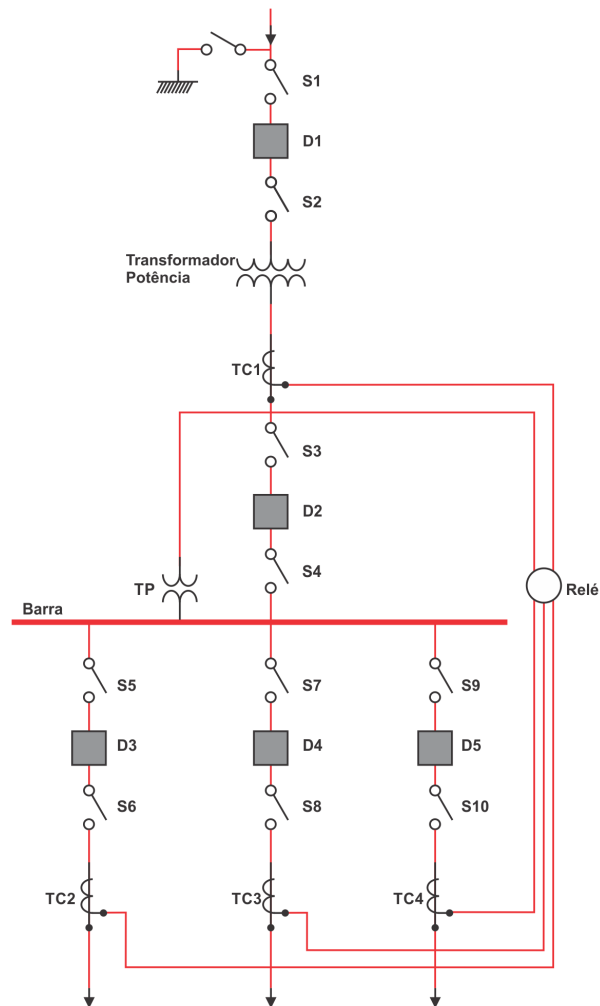 S1
D1
S2
Transformador
Potência
TC1
S3
D2
S4
TP
Relé
Barra
S5
S7
S9
D3
D4
D5
S6
S8
S10
TC2
TC3
TC4